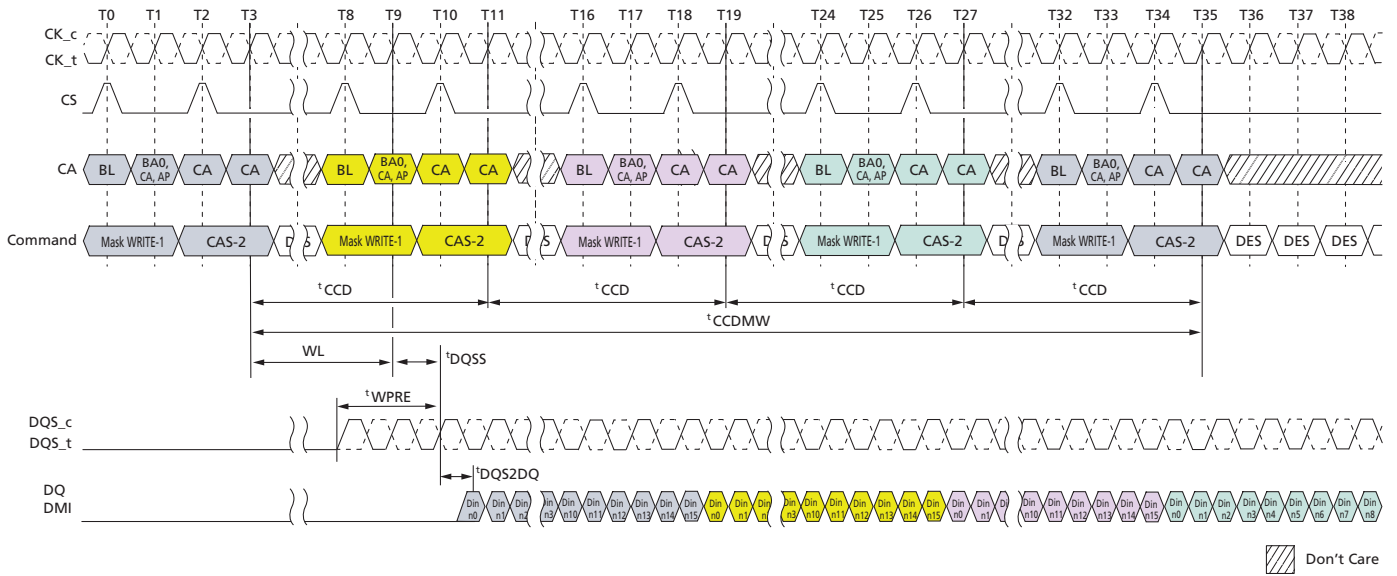 T0 T1 T2 T3 T8 T9 T10 T11 T16 T17 T18 T19 T24 T25 T26 T27 T32 T33 T34 T35 T36 T37 T38
CK_c
CK_t
CS
CA BL BA0, CA, AP CA CA BL BA0, CA, AP CA CA BL BA0, CA, AP CA CA BL BA0, CA, AP CA CA BL BA0, CA, AP CA CA
Command Mask WRITE-1 CAS-2 Mask WRITE-1 CAS-2 Mask WRITE-1 CAS-2 Mask WRITE-1 CAS-2 Mask WRITE-1 CAS-2 DES DES DES
tCCD tCCD tCCD tCCD
tCCDMW
WL tDQSS
tWPRE
DQS_c
DQS_t
tDQS2DQ
DQ
DMI
Din n0 Din n1 Din n2 Din n3 Din n10 Din n11 Din n12 Din n13 Din n14 Din n15 Din n0 Din n1 Din n Din n3 Din n10 Din n11 Din n12 Din n13 Din n14 Din n15 Din n0 Din n1 Din n10 Din n11 Din n12 Din n13 Din n14 Din n15 Din n0 Din n1 Din n2 Din n3 Din n4 Din n5 Din n6 Din n7 Din n8
Don't Care